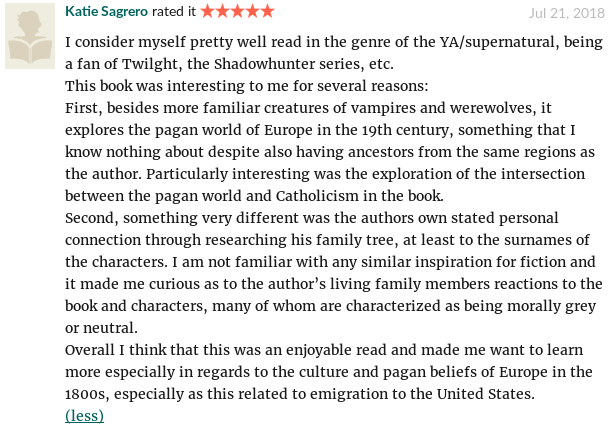 Katie Sagrero rated it ★★★★★ Jul 21, 2018
I consider myself pretty well read in the genre of the YA/supernatural, being
a fan of Twilght, the Shadowhunter series, etc.
This book was interesting to me for several reasons:
First, besides more familiar creatures of vampires and werewolves, it
explores the pagan world of Europe in the 19th century, something that I
know nothing about despite also having ancestors from the same regions as
the author. Particularly interesting was the exploration of the intersection
between the pagan world and Catholicism in the book.
Second, something very different was the authors own stated personal
connection through researching his family tree, at least to the surnames of
the characters. I am not familiar with any similar inspiration for fiction and
it made me curious as to the author’s living family members reactions to the
book and characters, many of whom are characterized as being morally grey
or neutral.
Overall I think that this was an enjoyable read and made me want to learn
more especially in regards to the culture and pagan beliefs of Europe in the
1800s, especially as this related to emigration to the United States.
(less)